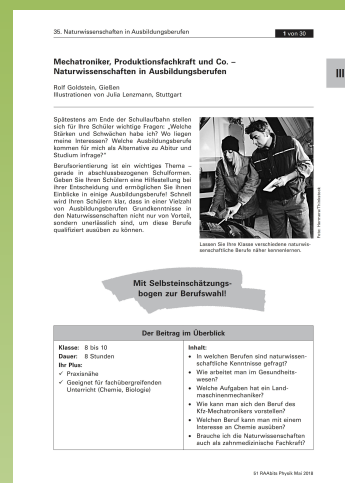 35. Naturwissenschaften in Ausbildungsberufen
1 von 30
III
Mechatroniker, Produktionsfachkraft und Co. –
Naturwissenschaften in Ausbildungsberufen
Rolf Goldstein, Gießen
Illustrationen von Julia Lenzmann, Stuttgart
Spätestens am Ende der Schullaufbahn stellen
sich für Ihre Schüler wichtige Fragen: „Welche
Stärken und Schwächen habe ich? Wo liegen
meine Interessen? Welche Ausbildungsberufe
kommen für mich als Alternative zu Abitur und
Studium infrage?“
Berufsorientierung ist ein wichtiges Thema –
gerade in abschlussbezogenen Schulformen.
Geben Sie Ihren Schülern eine Hilfestellung bei
ihrer Entscheidung und ermöglichen Sie ihnen
Einblicke in einige Ausbildungsberufe! Schnell
wird Ihren Schülern klar, dass in einer Vielzahl
von Ausbildungsberufen Grundkenntnisse in
den Naturwissenschaften nicht nur von Vorteil,
sondern unerlässlich sind, um diese Berufe
qualifiziert ausüben zu können.
Lassen Sie Ihre Klasse verschiedene naturwis-
senschaftliche Berufe näher kennenlernen.
Mit Selbsteinschätzungs-
bogen zur Berufswahl!
Der Beitrag im Überblick
Klasse: 8 bis 10
Dauer: 8 Stunden
Ihr Plus:
✓ Praxisnähe
✓ Geeignet für fachübergreifenden
Unterricht (Chemie, Biologie)
Inhalt:
• In welchen Berufen sind naturwissen-
schaftliche Kenntnisse gefragt?
• Wie arbeitet man im Gesundheits-
wesen?
• Welche Aufgaben hat ein Land-
maschinenmechaniker?
• Wie kann man sich den Beruf des
Kfz-Mechatronikers vorstellen?
• Welchen Beruf kann man mit einem
Interesse an Chemie ausüben?
• Brauche ich die Naturwissenschaften
auch als zahnmedizinische Fachkraft?
51 RAAbits Physik Mai 2018